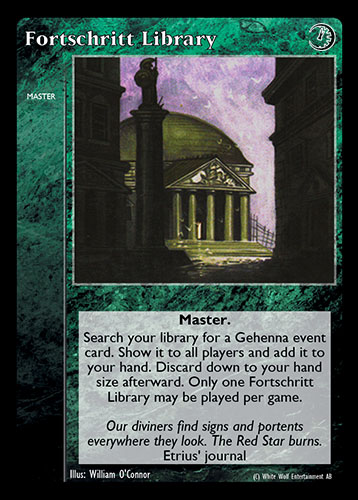 Fortschritt Library
MASTER
Master.
Search your library for a Gehenna event
card. Show it to all players and add it to
your hand. Discard down to your hand
size afterward. Only one Fortschritt
Library may be played per game.
Our diviners find signs and portents
everywhere they look. The Red Star burns.
Etrius' journal
Illus: William O'Connor
(C) White Wolf Entertainment AB